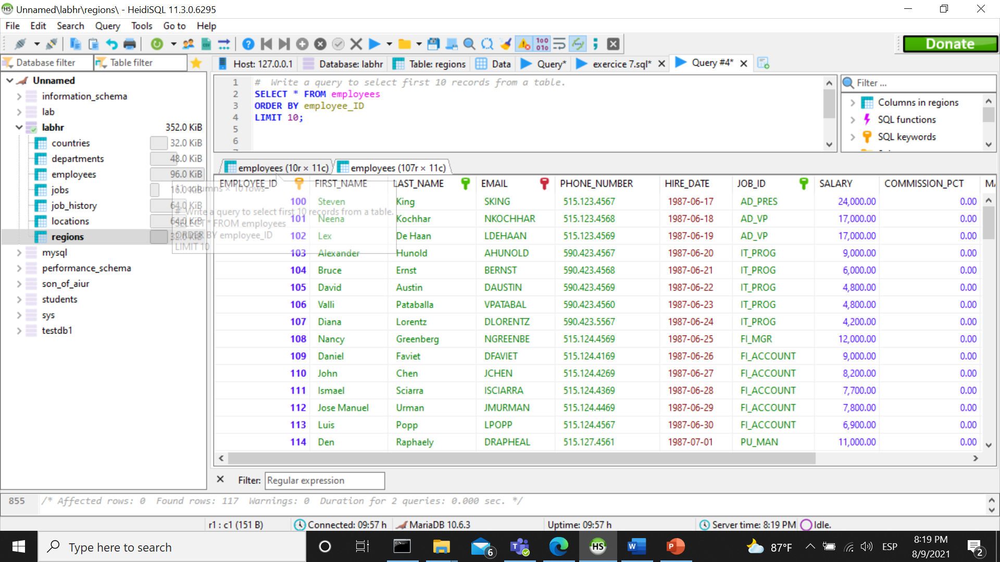 Unnamed\labhr\regions\ - HeidiSQL 11.3.0.6295
File Edit Search Query Tools Go to Help
Donate
Database filter Table filter
Host: 127.0.0.1 Database: labhr Table: regions Data Query* exercice 7.sql* Query #4*
Unnamed
information_schema
lab
labhr 352.0 KiB
countries 32.0 KiB
departments 48.0 KiB
employees 96.0 KiB
jobs 16.0 KiB
job_history 64.0 KiB
locations 64.0 KiB
regions 32.0 KiB
mysql
performance_schema
son_of_aiur
students
sys
testdb1
1 # Write a query to select first 10 records from a table.
2 SELECT * FROM employees
3 ORDER BY employee_ID
4 LIMIT 10;
5
6
Filter ...
Columns in regions
SQL functions
SQL keywords
employees (10r × 11c) employees (107r × 11c)
11 columns × 10 rows
# Write a query to select first 10 records from a table.
SELECT * FROM employees
ORDER BY employee_ID
LIMIT 10
EMPLOYEE_ID FIRST_NAME LAST_NAME EMAIL PHONE_NUMBER HIRE_DATE JOB_ID SALARY COMMISSION_PCT
100 Steven King SKING 515.123.4567 1987-06-17 AD_PRES 24,000.00 0.00
101 Neena Kochhar NKOCHHAR 515.123.4568 1987-06-18 AD_VP 17,000.00 0.00
102 Lex De Haan LDEHAAN 515.123.4569 1987-06-19 AD_VP 17,000.00 0.00
103 Alexander Hunold AHUNOLD 590.423.4567 1987-06-20 IT_PROG 9,000.00 0.00
104 Bruce Ernst BERNST 590.423.4568 1987-06-21 IT_PROG 6,000.00 0.00
105 David Austin DAUSTIN 590.423.4569 1987-06-22 IT_PROG 4,800.00 0.00
106 Valli Pataballa VPATABAL 590.423.4560 1987-06-23 IT_PROG 4,800.00 0.00
107 Diana Lorentz DLORENTZ 590.423.5567 1987-06-24 IT_PROG 4,200.00 0.00
108 Nancy Greenberg NGREENBE 515.124.4569 1987-06-25 FI_MGR 12,000.00 0.00
109 Daniel Faviet DFAVIET 515.124.4169 1987-06-26 FI_ACCOUNT 9,000.00 0.00
110 John Chen JCHEN 515.124.4269 1987-06-27 FI_ACCOUNT 8,200.00 0.00
111 Ismael Sciarra ISCIARRA 515.124.4369 1987-06-28 FI_ACCOUNT 7,700.00 0.00
112 Jose Manuel Urman JMURMAN 515.124.4469 1987-06-29 FI_ACCOUNT 7,800.00 0.00
113 Luis Popp LPOPP 515.124.4567 1987-06-30 FI_ACCOUNT 6,900.00 0.00
114 Den Raphaely DRAPHEAL 515.127.4561 1987-07-01 PU_MAN 11,000.00 0.00
Filter: Regular expression
855 /* Affected rows: 0 Found rows: 117 Warnings: 0 Duration for 2 queries: 0.000 sec. */
r1 : c1 (151 B) Connected: 09:57 h MariaDB 10.6.3 Uptime: 09:57 h Server time: 8:19 PM Idle.
Type here to search
6
HS
87°F
ESP
8:19 PM
8/9/2021
2